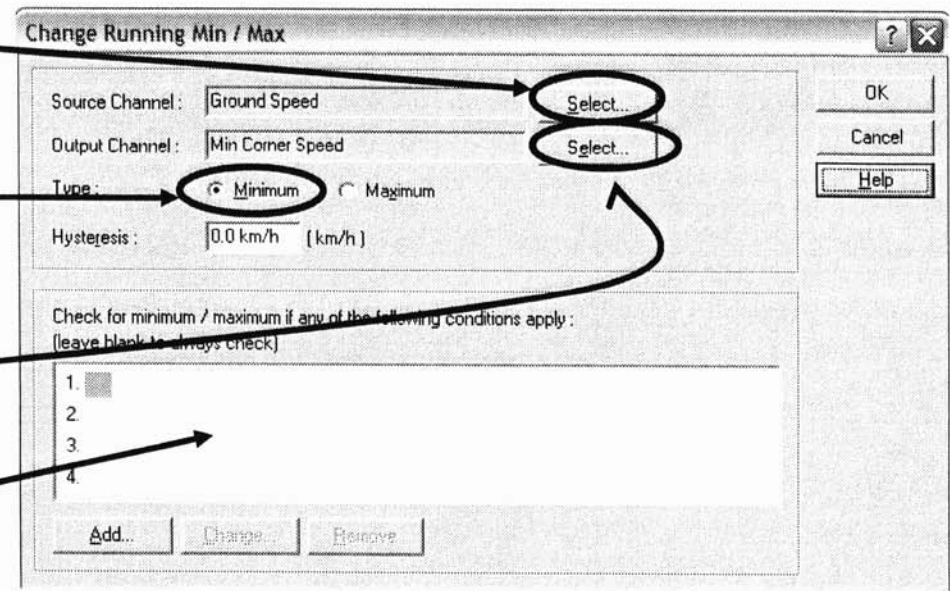 Change Running Min / Max
Source Channel : Ground Speed Select... OK
Output Channel : Min Corner Speed Select... Cancel
Type : Minimum Maximum Help
Hysteresis : 0.0 km/h ( km/h )
Check for minimum / maximum if any of the following conditions apply :
(leave blank to always check)
1.
2.
3.
4.
Add... Change... Remove